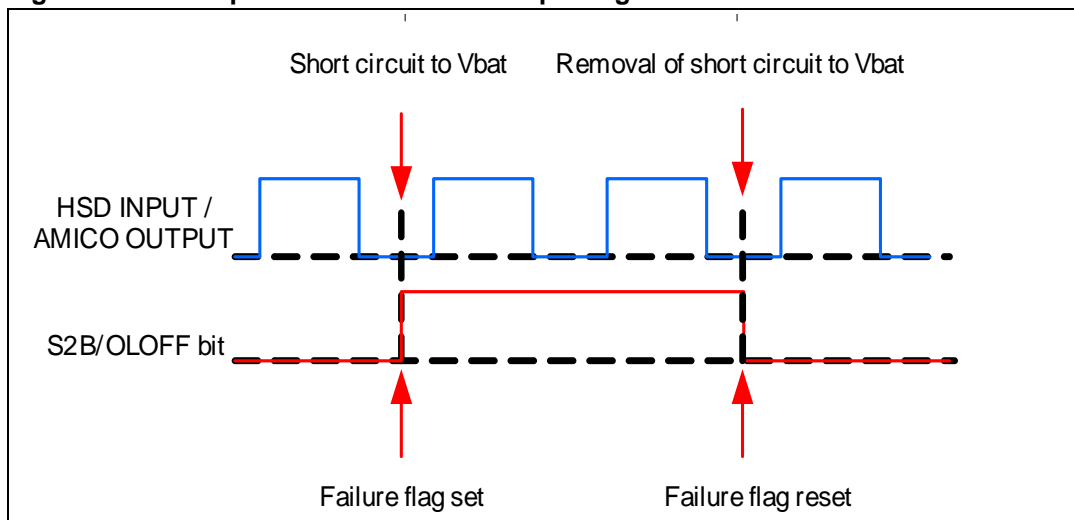 Short circuit to Vbat
Removal of short circuit to Vbat
HSD INPUT /
AMICO OUTPUT
S2B/OLOFF bit
Failure flag set
Failure flag reset